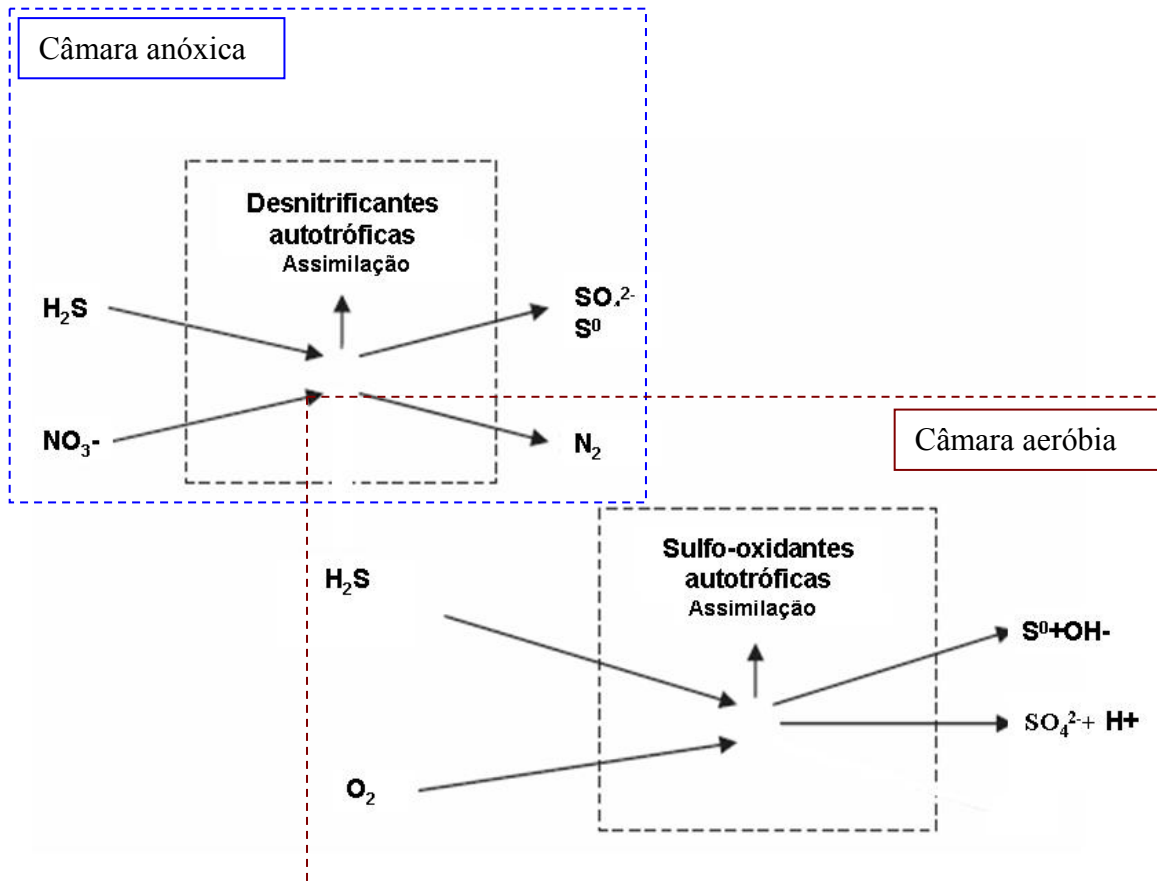 Câmara anóxica
Desnitrificantes
autotróficas
Assimilação
H₂S
SO₄²⁻
S⁰
NO₃-
N₂
Câmara aeróbia
Sulfo-oxidantes
autotróficas
Assimilação
H₂S
S⁰+OH-
SO₄²⁻+ H+
O₂